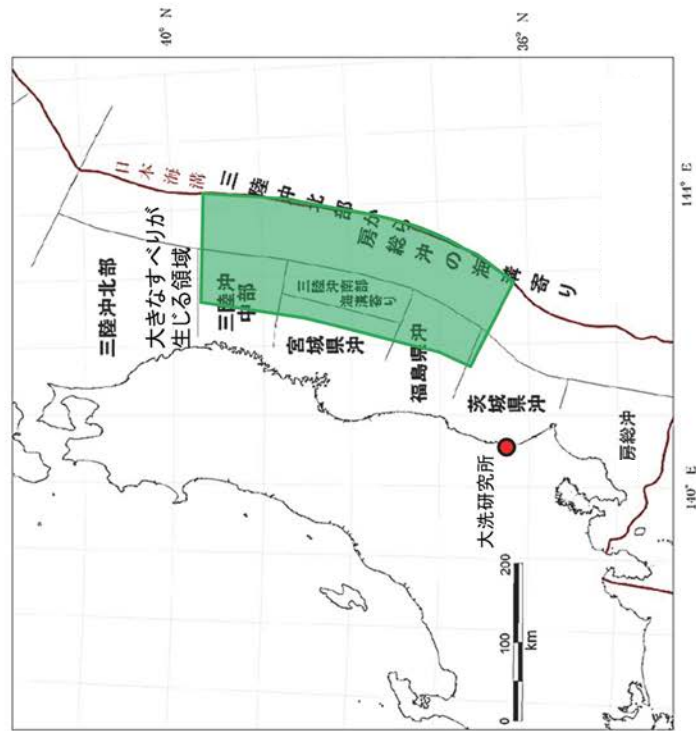 40° N
36° N
144° E
140° E
日本海溝
三陸沖北部から
房総沖の海溝寄り
三陸沖北部
大きなすべりが
生じる領域
三陸沖
中部
三陸沖南部
海溝寄り
宮城県沖
福島県沖
茨城県沖
房総沖
大洗研究所
0 100 200
km